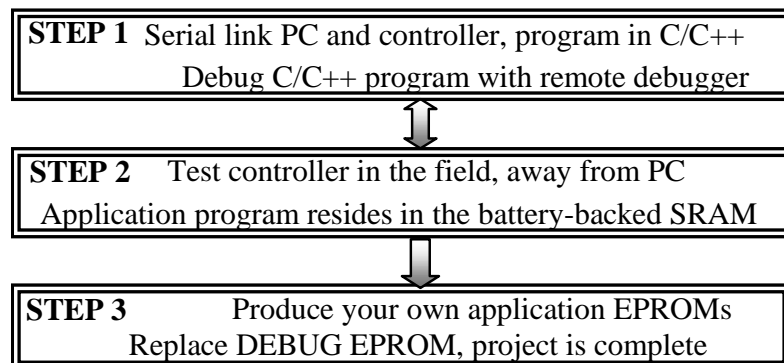 STEP 1 Serial link PC and controller, program in C/C++
Debug C/C++ program with remote debugger
STEP 2 Test controller in the field, away from PC
Application program resides in the battery-backed SRAM
STEP 3 Produce your own application EPROMs
Replace DEBUG EPROM, project is complete